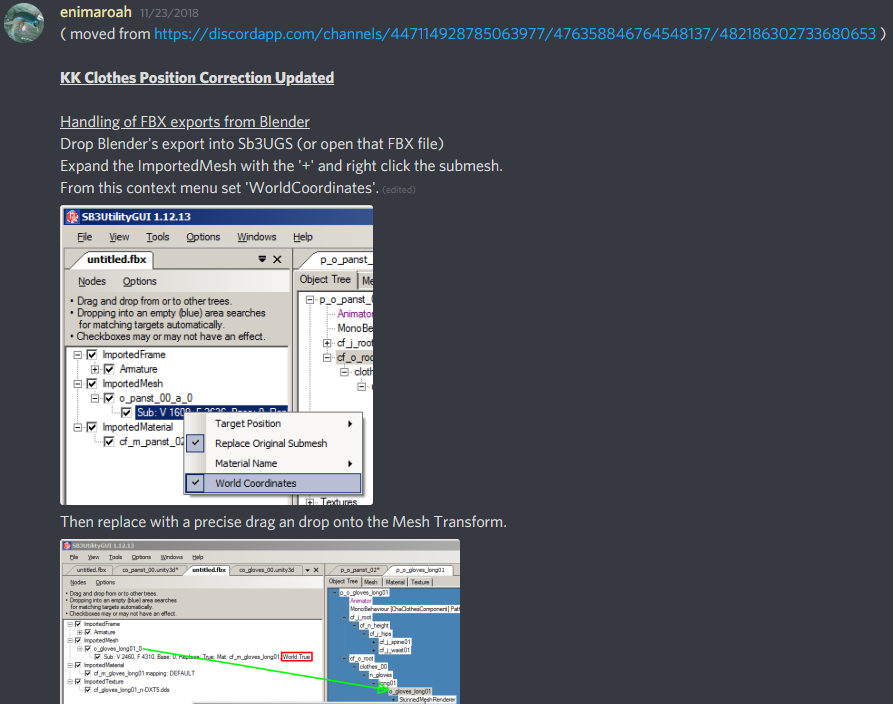 enimaroah 11/23/2018
( moved from https://discordapp.com/channels/447114928785063977/476358846764548137/482186302733680653 )
KK Clothes Position Correction Updated
Handling of FBX exports from Blender
Drop Blender's export into Sb3UGS (or open that FBX file)
Expand the ImportedMesh with the '+' and right click the submesh.
From this context menu set 'WorldCoordinates'. (edited)
SB3UtilityGUI 1.12.13
File View Tools Options Windows Help
untitled.fbx
p_o_panst_
Nodes Options
Object Tree Me
• Drag and drop from or to other trees.
• Dropping into an empty (blue) area searches
for matching targets automatically.
• Checkboxes may or may not have an effect.
p_o_panst_
Animator
MonoBe
cf_j_root
cf_o_roo
cloth
ImportedFrame
Armature
ImportedMesh
o_panst_00_a_0
Sub: V 1609, F 2636, Base: 0, Rep
ImportedMaterial
cf_m_panst_02
Target Position
Replace Original Submesh
Material Name
World Coordinates
Textures
Then replace with a precise drag an drop onto the Mesh Transform.
SB3UtilityGUI 1.12.13
File View Tools Options Windows Help
untitled.fbx co_panst_00.unity3d* untitled.fbx co_gloves_00.unity3d
p_o_panst_02* p_o_gloves_long01
Nodes Options
Object Tree Mesh Material Texture
• Drag and drop from or to other trees.
• Dropping into an empty (blue) area searches
for matching targets automatically.
• Checkboxes may or may not have an effect.
ImportedFrame
Armature
ImportedMesh
o_gloves_long01_0
Sub: V 2460, F 4310, Base: 0, Replace: True, Mat: cf_m_gloves_long01, World:True
ImportedMaterial
cf_m_gloves_long01 mapping: DEFAULT
ImportedTexture
cf_gloves_long01_n-DXT5.dds
p_o_gloves_long01
Animator
MonoBehaviour [ChaClothesComponent] Pat
cf_j_root
cf_n_height
cf_j_hips
cf_j_spine01
cf_j_waist01
cf_o_root
clothes_00
n_gloves
long01
o_gloves_long01
SkinnedMeshRenderer